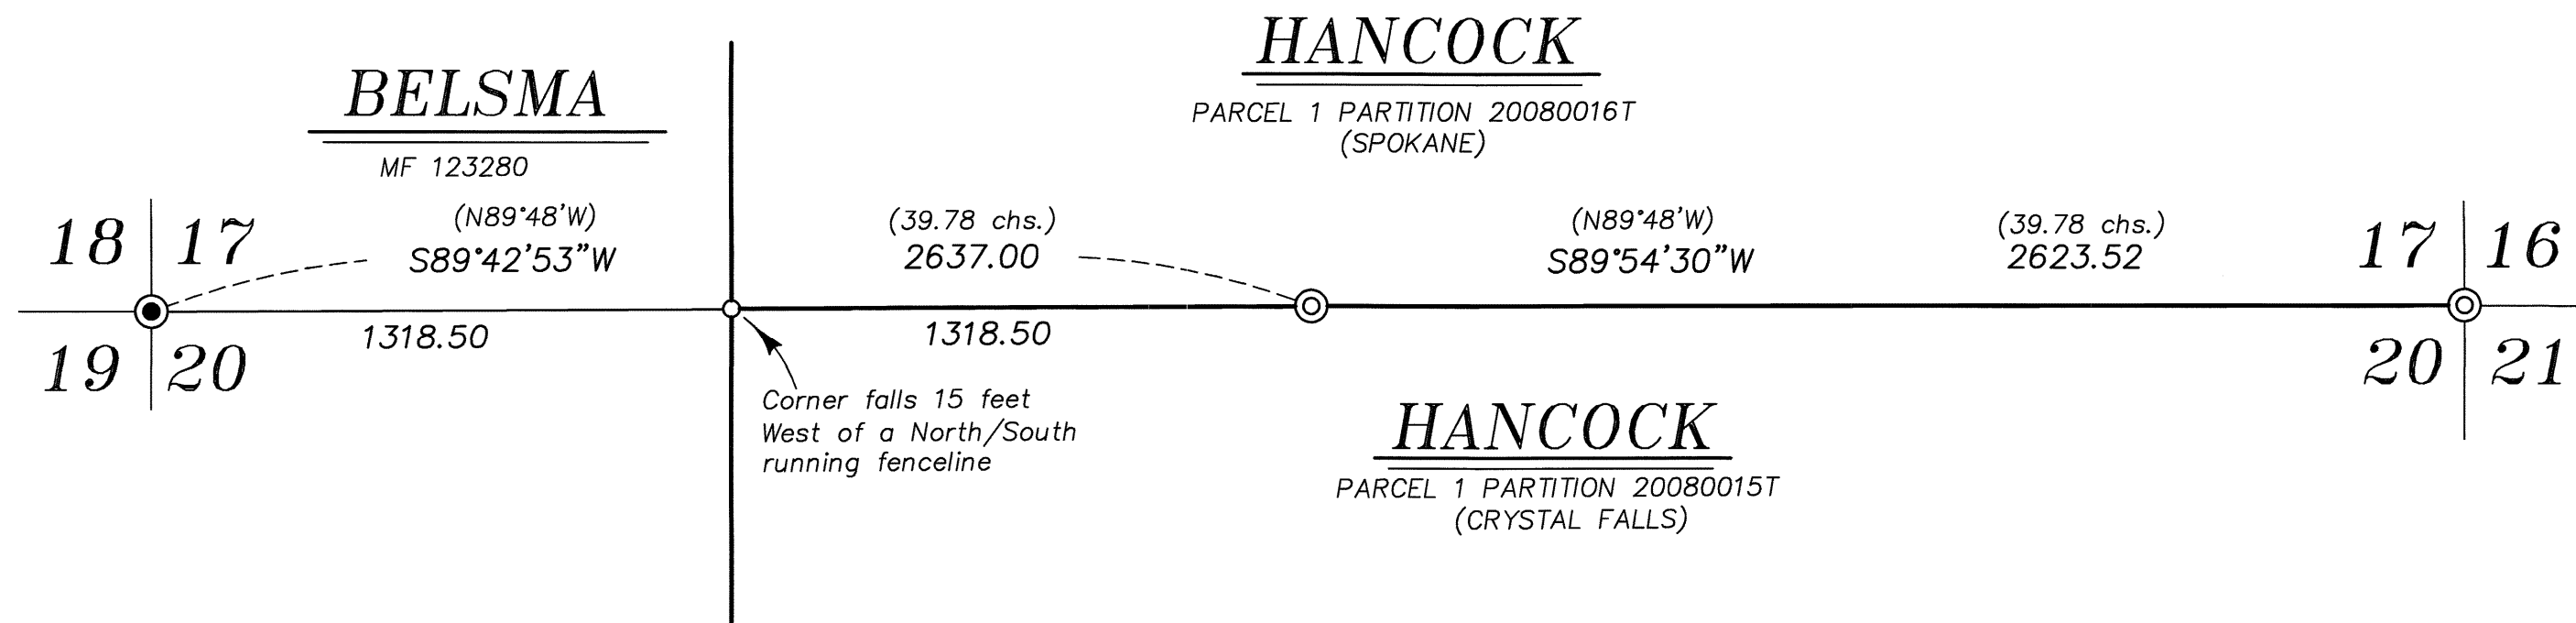 HANCOCK
PARCEL 1 PARTITION 20080016T
(SPOKANE)
BELSMA
MF 123280
18 17
(N89°48'W)
S89°42'53"W
(39.78 chs.)
2637.00
(N89°48'W)
S89°54'30"W
(39.78 chs.)
2623.52
17 16
19 20
1318.50
1318.50
20 21
Corner falls 15 feet
West of a North/South
running fenceline
HANCOCK
PARCEL 1 PARTITION 20080015T
(CRYSTAL FALLS)